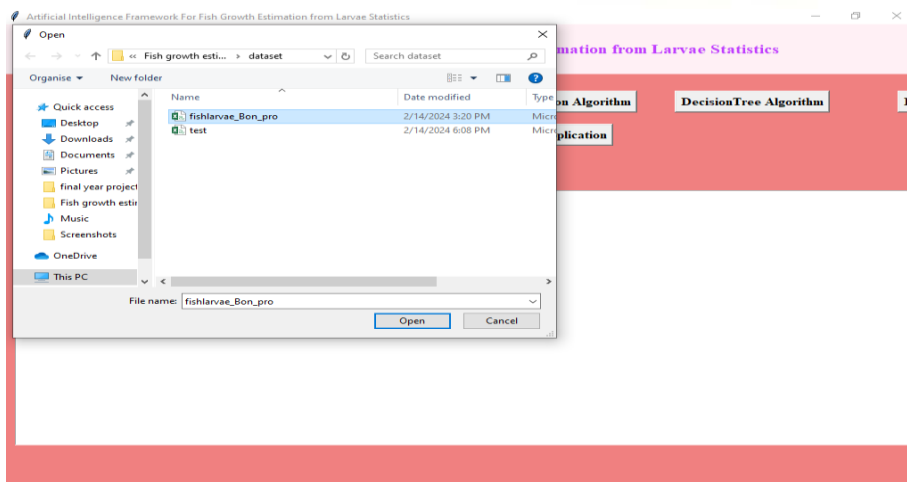 Artificial Intelligence Framework For Fish Growth Estimation from Larvae Statistics
Open
mation from Larvae Statistics
« Fish growth esti... › dataset
Search dataset
Organise
New folder
Name
Date modified
Type
on Algorithm
DecisionTree Algorithm
Quick access
fishlarvae_Bon_pro
2/14/2024 3:20 PM
Micro
Desktop
test
2/14/2024 6:08 PM
Micro
plication
Downloads
Documents
Pictures
final year project
Fish growth estin
Music
Screenshots
OneDrive
This PC
File name:
fishlarvae_Bon_pro
Open
Cancel